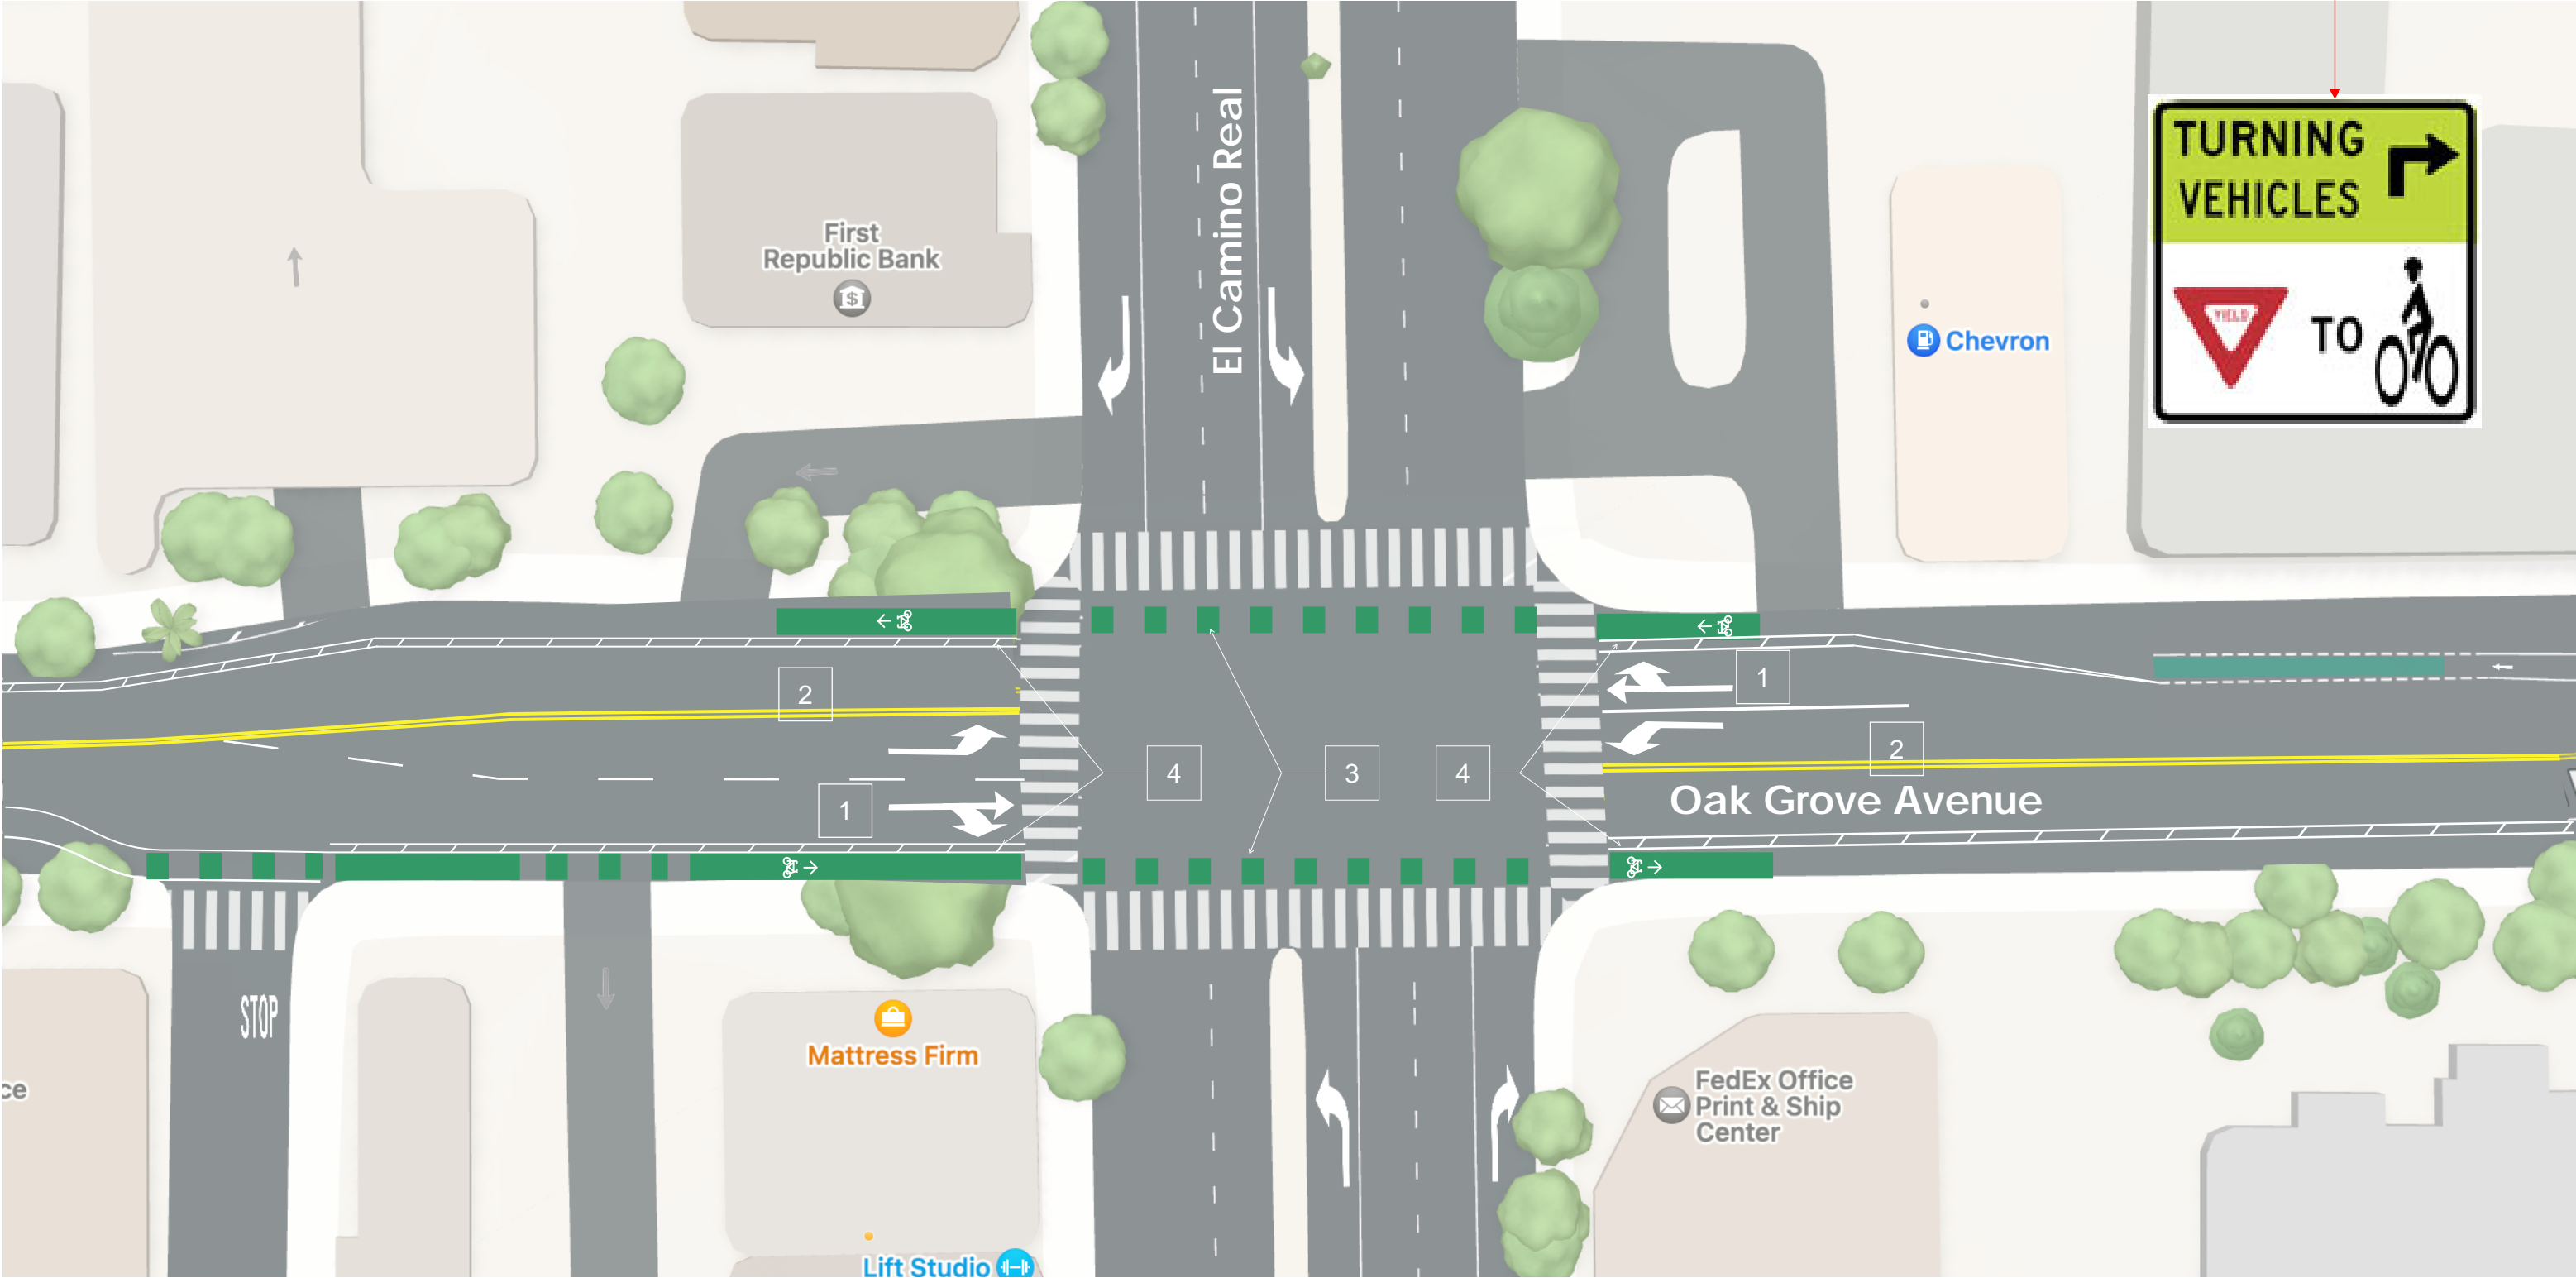 El Camino Real
TURNING
VEHICLES
YIELD
TO
First
Republic Bank
$
Chevron
2
1
2
4
3
4
1
Oak Grove Avenue
STOP
Mattress Firm
ce
FedEx Office
Print & Ship
Center
Lift Studio